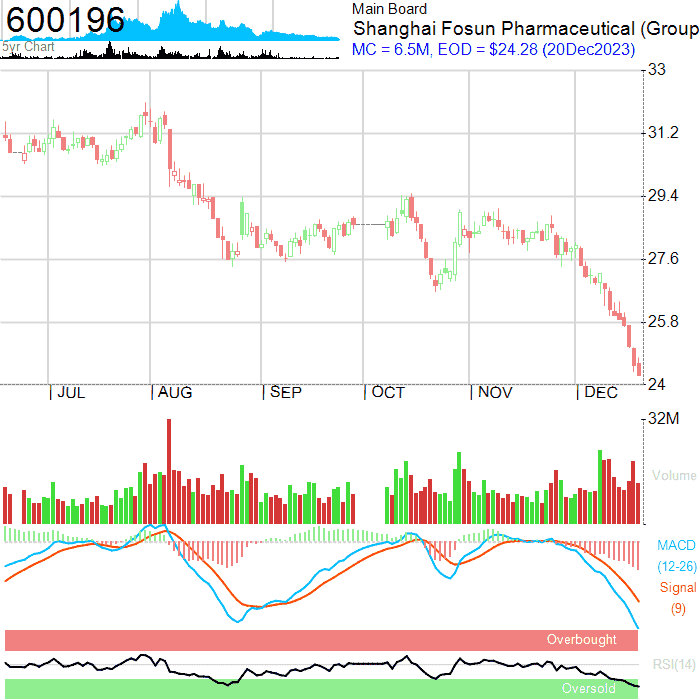 600196
5yr Chart
Main Board
Shanghai Fosun Pharmaceutical (Group
MC = 6.5M, EOD = $24.28 (20Dec2023)
33
31.2
29.4
27.6
25.8
24
JUL AUG SEP OCT NOV DEC
32M
Volume
MACD
(12-26)
Signal
(9)
Overbought
RSI(14)
Oversold